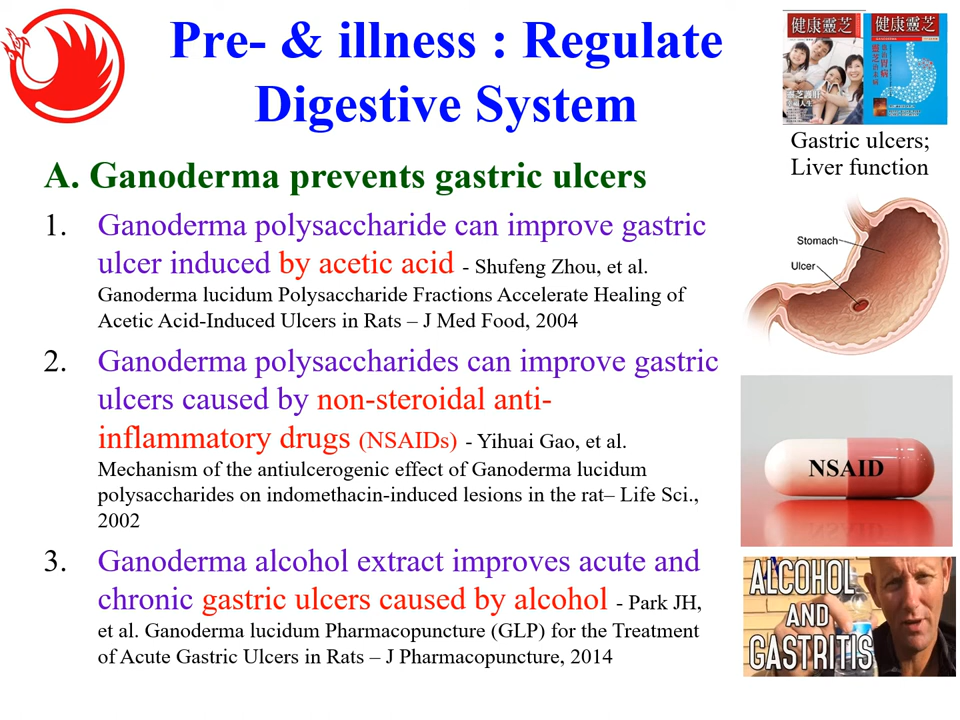 Pre- & illness : Regulate
Digestive System
健康靈芝
健康靈芝
Gastric ulcers;
Liver function
A. Ganoderma prevents gastric ulcers
1. Ganoderma polysaccharide can improve gastric
ulcer induced by acetic acid - Shufeng Zhou, et al.
Ganoderma lucidum Polysaccharide Fractions Accelerate Healing of
Acetic Acid-Induced Ulcers in Rats – J Med Food, 2004
Stomach
Ulcer
2. Ganoderma polysaccharides can improve gastric
ulcers caused by non-steroidal anti-
inflammatory drugs (NSAIDs) - Yihuai Gao, et al.
Mechanism of the antiulcerogenic effect of Ganoderma lucidum
polysaccharides on indomethacin-induced lesions in the rat– Life Sci.,
2002
NSAID
3. Ganoderma alcohol extract improves acute and
chronic gastric ulcers caused by alcohol - Park JH,
et al. Ganoderma lucidum Pharmacopuncture (GLP) for the Treatment
of Acute Gastric Ulcers in Rats – J Pharmacopuncture, 2014
ALCOHOL
AND
GASTRITIS